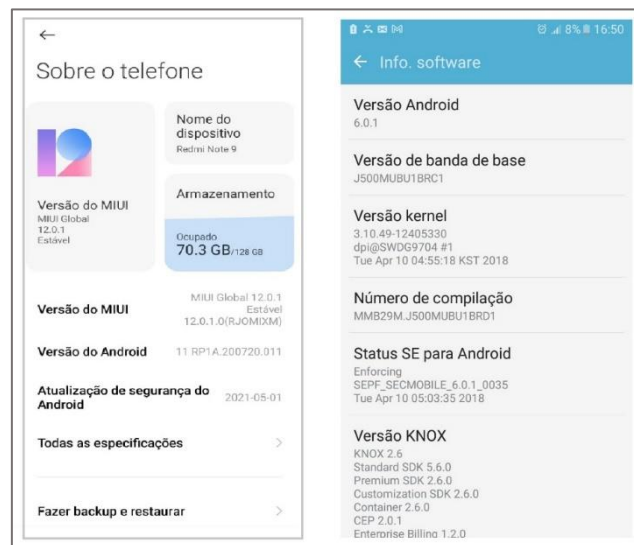 Sobre o telefone
Nome do
dispositivo
Redmi Note 9
Versão do MIUI
MIUI Global
12.0.1
Estável
Armazenamento
Ocupado
70.3 GB/128 GB
Versão do MIUI
MIUI Global 12.0.1
Estável
12.0.1.0(RJOMIXM)
Versão do Android
11 RP1A.200720.011
Atualização de segurança do
Android
2021-05-01
Todas as especificações
Fazer backup e restaurar
8% 16:50
Info. software
Versão Android
6.0.1
Versão de banda de base
J500MUBU1BRC1
Versão kernel
3.10.49-12405330
dpi@SWDG9704 #1
Tue Apr 10 04:55:18 KST 2018
Número de compilação
MMB29M.J500MUBU1BRD1
Status SE para Android
Enforcing
SEPF_SECMOBILE_6.0.1_0035
Tue Apr 10 05:03:35 2018
Versão KNOX
KNOX 2.6
Standard SDK 5.6.0
Premium SDK 2.6.0
Customization SDK 2.6.0
Container 2.6.0
CEP 2.0.1
Enterprise Billing 1.2.0